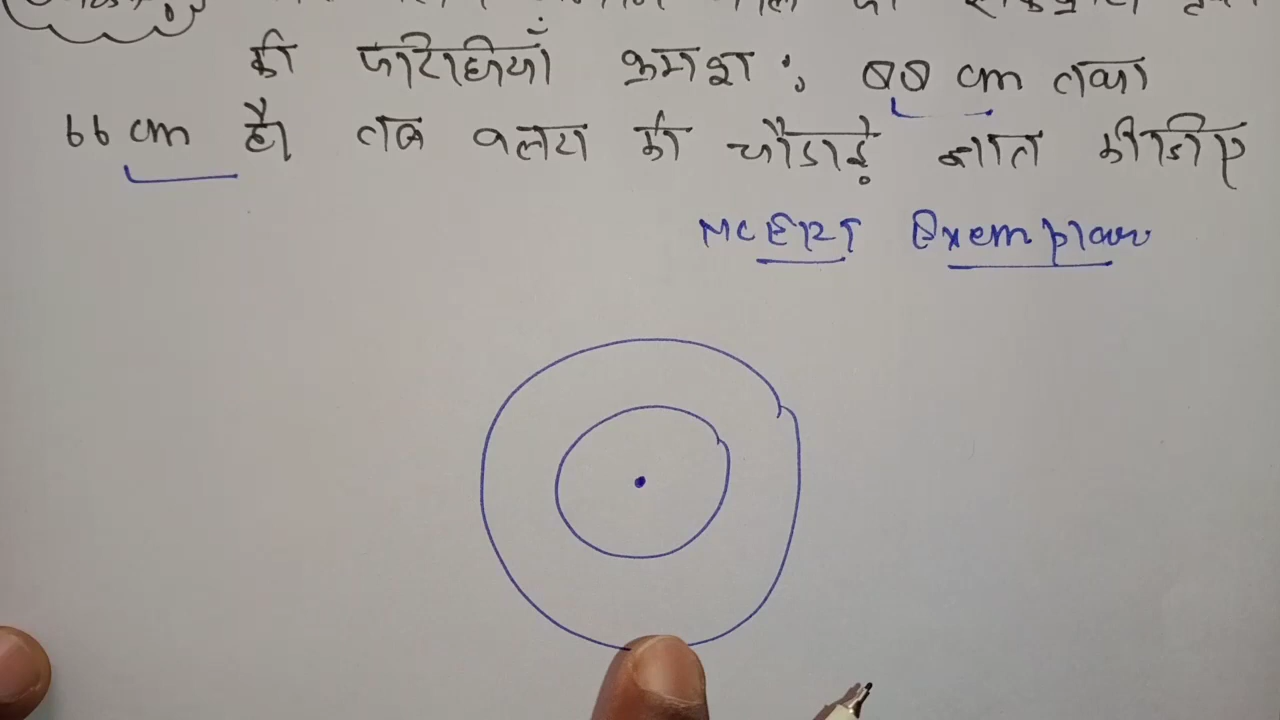 की परिधियाँ क्रमश: 88 cm तथा
66 cm है। तब वलय की चौडाई ज्ञात कीजिए
NCERT Exemplar